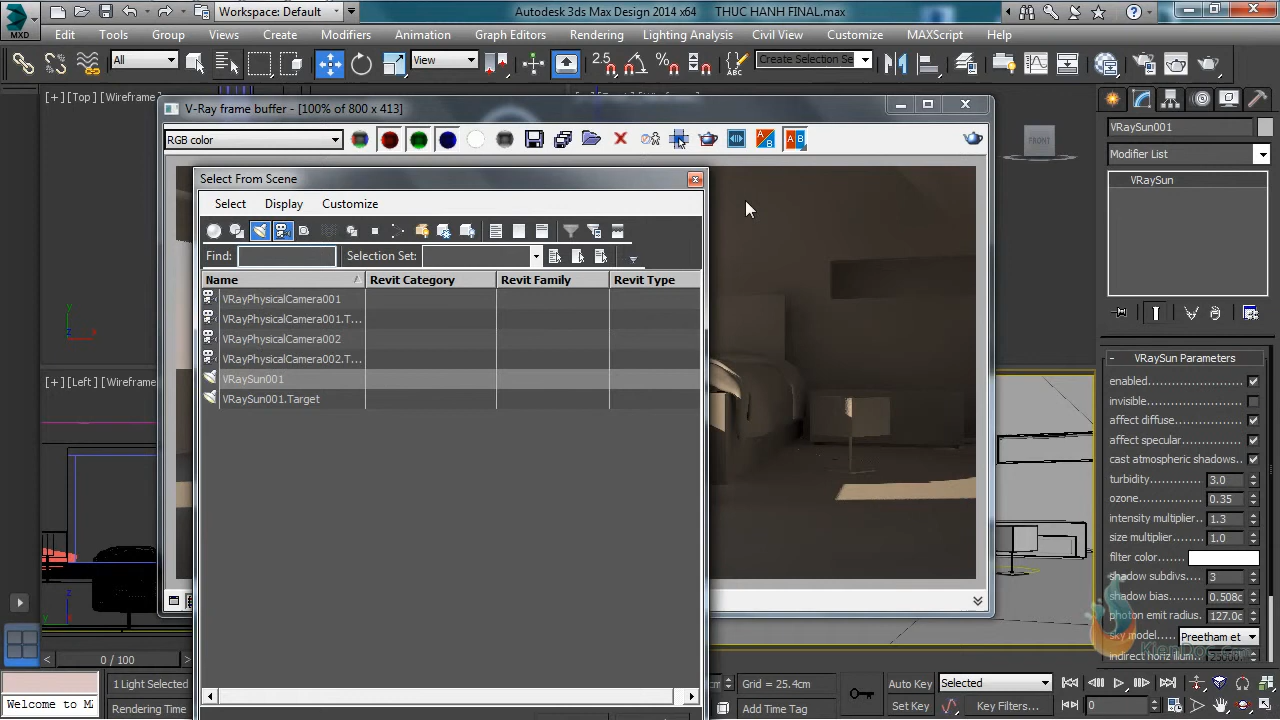 MXD
Workspace: Default
Autodesk 3ds Max Design 2014 x64 THUC HANH FINAL.max
Edit Tools Group Views Create Modifiers Animation Graph Editors Rendering Lighting Analysis Civil View Customize MAXScript Help
All
View
2.5
Create Selection Se
[+][Top][Wireframe]
V-Ray frame buffer - [100% of 800 x 413]
RGB color
FRONT
VRaySun001
Modifier List
VRaySun
Select From Scene
Select Display Customize
Find:
Selection Set:
Name Revit Category Revit Family Revit Type
VRayPhysicalCamera001
VRayPhysicalCamera001.T...
VRayPhysicalCamera002
VRayPhysicalCamera002.T...
VRaySun001
VRaySun001.Target
[+][Left][Wireframe]
VRaySun Parameters
enabled
invisible
affect diffuse
affect specular
cast atmospheric shadows
turbidity 3.0
ozone 0.35
intensity multiplier 1.3
size multiplier 1.0
filter color
shadow subdivs 3
shadow bias 0.508c
photon emit radius 127.0c
sky model Preetham et
indirect horiz illum
0 / 100
1 Light Selected
Grid = 25.4cm
Auto Key
Selected
Welcome to M
Rendering Time
Add Time Tag
Set Key
Key Filters...
0